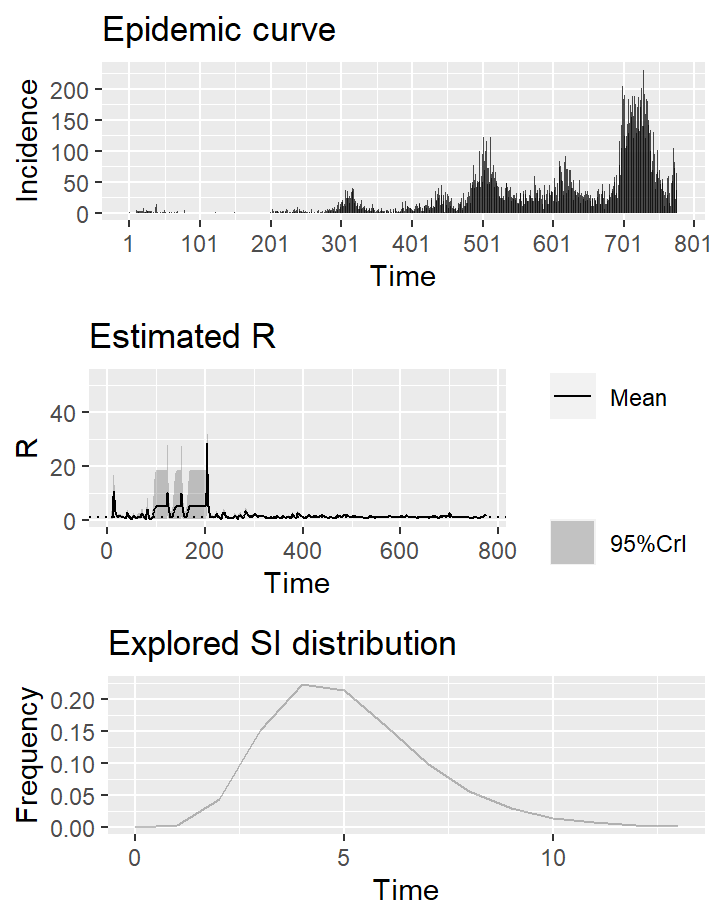 Epidemic curve
Incidence
200
150
100
50
0
1 101 201 301 401 501 601 701 801
Time
Estimated R
R
40
20
0
0 200 400 600 800
Time
Mean
95%CrI
Explored SI distribution
Frequency
0.20
0.15
0.10
0.05
0.00
0 5 10
Time